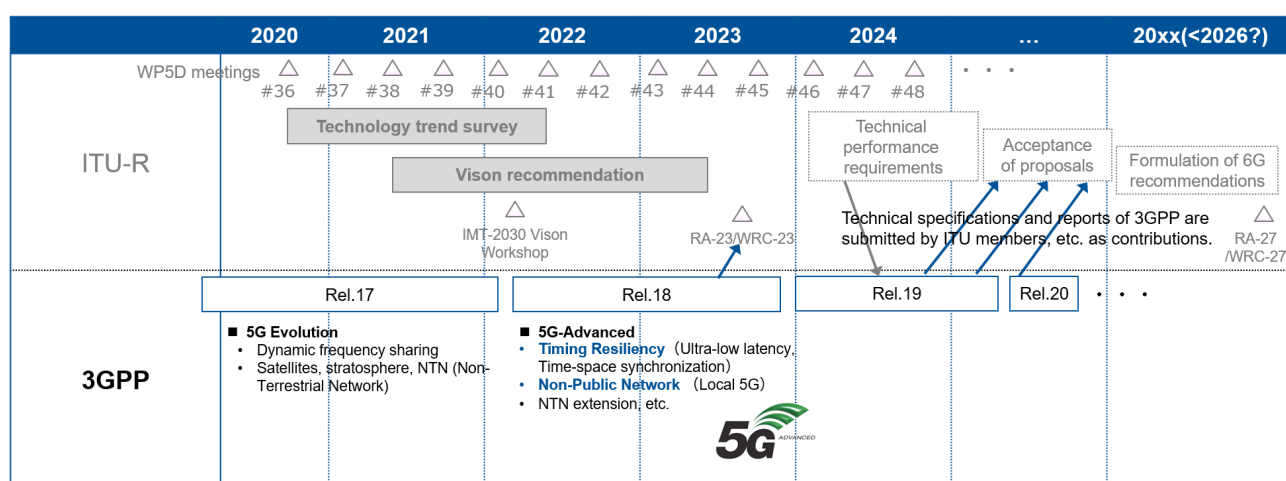 2020 2021 2022 2023 2024 ... 20xx(<2026?)
WP5D meetings
#36 #37 #38 #39 #40 #41 #42 #43 #44 #45 #46 #47 #48 ・・・
ITU-R
Technology trend survey
Vison recommendation
IMT-2030 Vison
Workshop
RA-23/WRC-23
Technical
performance
requirements
Acceptance
of proposals
Formulation of 6G
recommendations
Technical specifications and reports of 3GPP are
submitted by ITU members, etc. as contributions.
RA-27
/WRC-27
3GPP
Rel.17
Rel.18
Rel.19
Rel.20 ・・・
■ 5G Evolution
• Dynamic frequency sharing
• Satellites, stratosphere, NTN (Non-
Terrestrial Network)
■ 5G-Advanced
• Timing Resiliency（Ultra-low latency,
Time-space synchronization）
• Non-Public Network （Local 5G）
• NTN extension, etc.
5G
ADVANCED